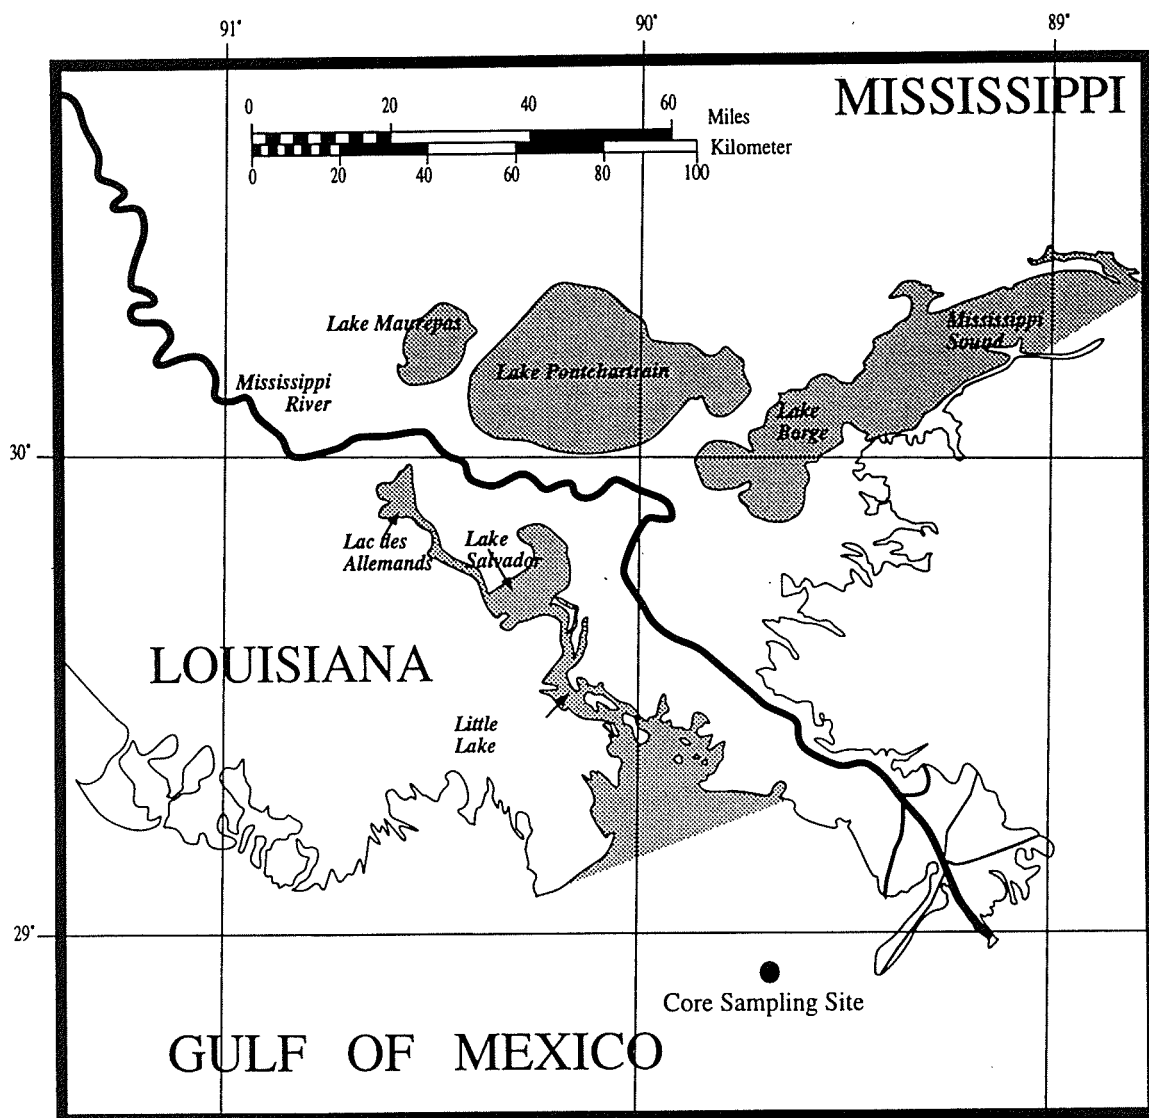 91°
90°
89°
MISSISSIPPI
0
20
40
60
Miles
Kilometer
0
20
40
60
80
100
Lake Maurepas
Lake Pontchartrain
Mississippi
Sound
Mississippi
River
Lake
Borge
30°
Lac des
Allemands
Lake
Salvador
LOUISIANA
Little
Lake
29°
Core Sampling Site
GULF OF MEXICO